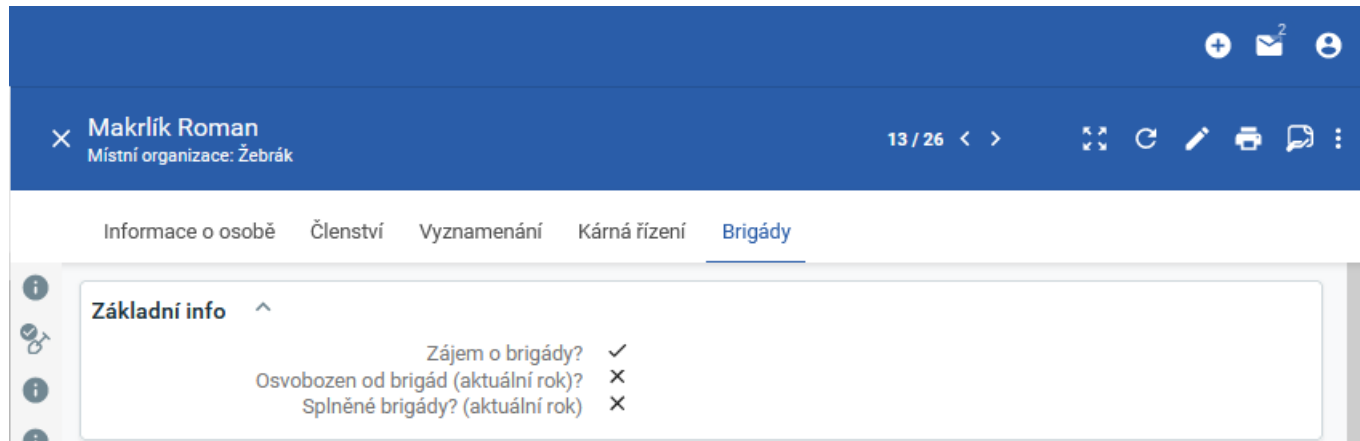 2
Makrlík Roman
Místní organizace: Žebrák
13 / 26
Informace o osobě Členství Vyznamenání Kárná řízení Brigády
Základní info
Zájem o brigády?
Osvobozen od brigád (aktuální rok)?
Splněné brigády? (aktuální rok)